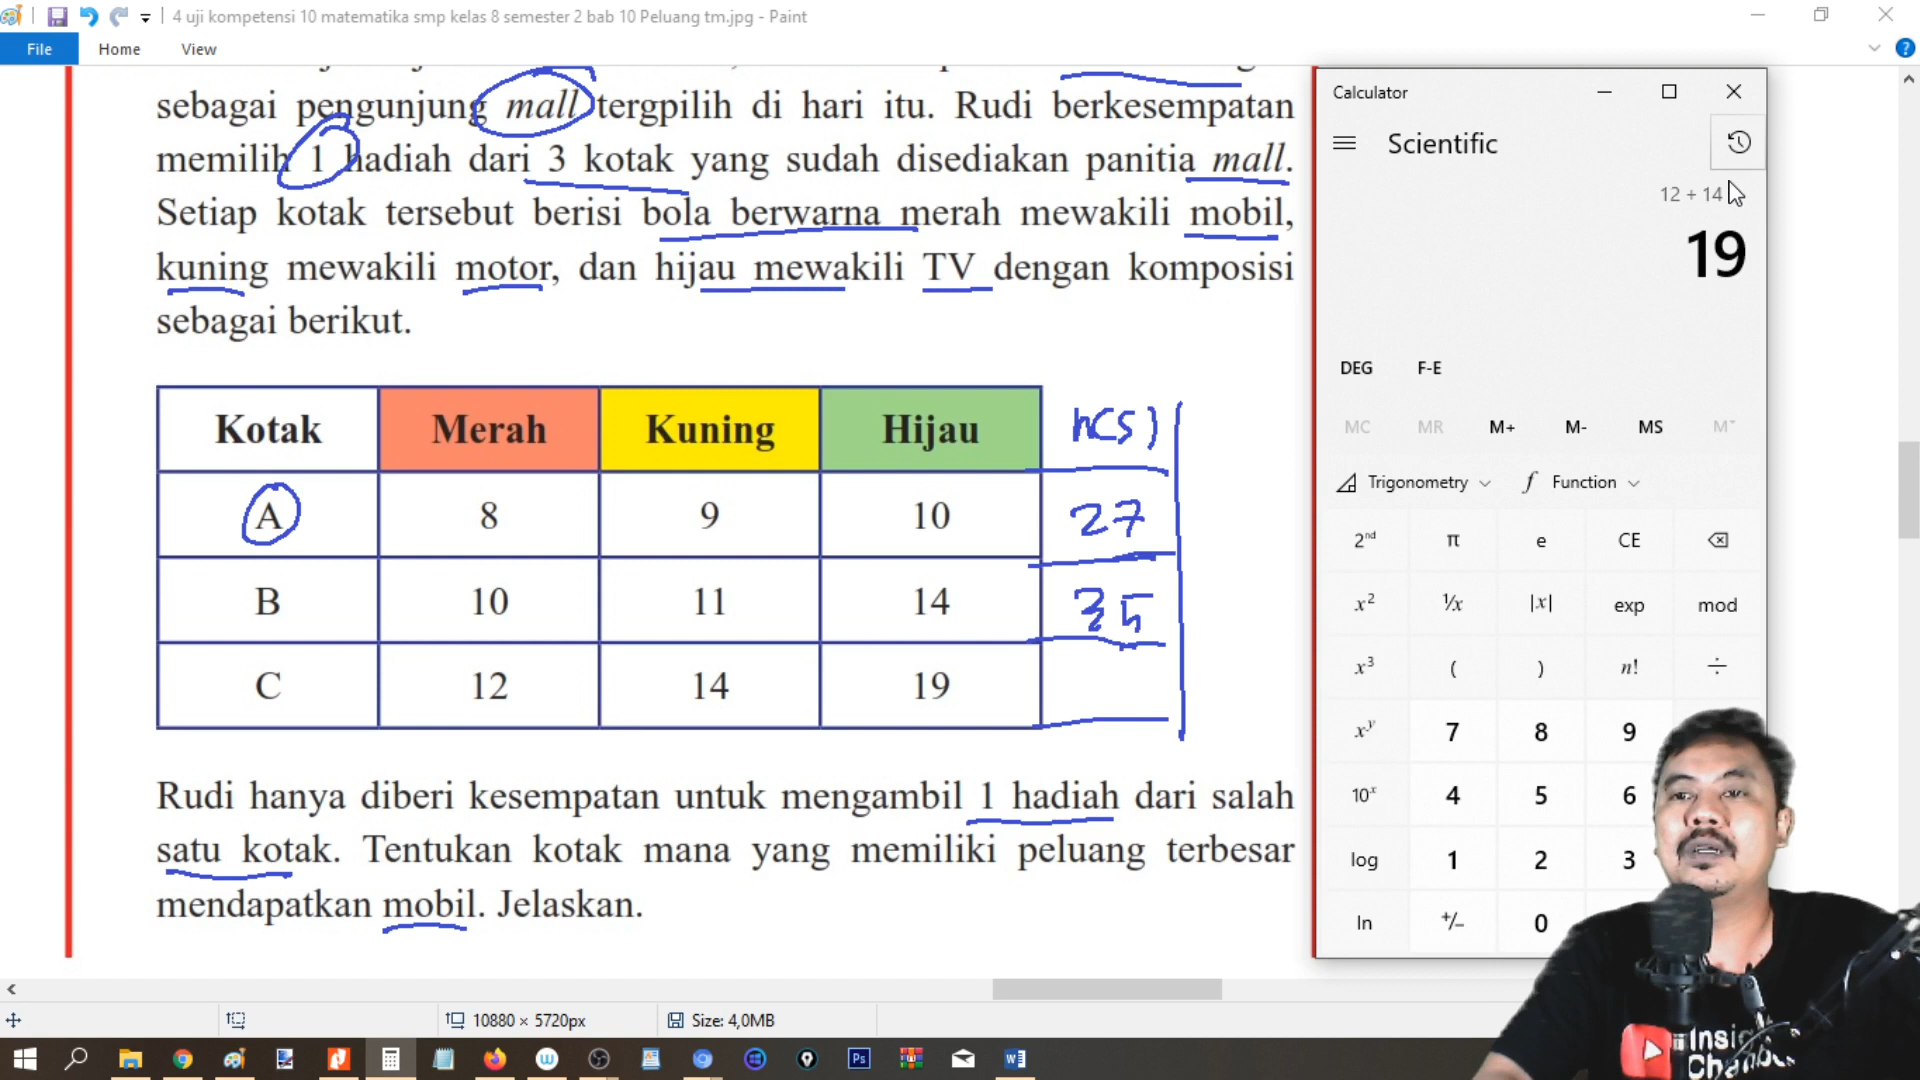 4 uji kompetensi 10 matematika smp kelas 8 semester 2 bab 10 Peluang tm.jpg - Paint
File Home View
sebagai pengunjung mall tergpilih di hari itu. Rudi berkesempatan
memilih 1 hadiah dari 3 kotak yang sudah disediakan panitia mall.
Setiap kotak tersebut berisi bola berwarna merah mewakili mobil,
kuning mewakili motor, dan hijau mewakili TV dengan komposisi
sebagai berikut.
Kotak Merah Kuning Hijau n(S)
A 8 9 10 27
B 10 11 14 35
C 12 14 19
Rudi hanya diberi kesempatan untuk mengambil 1 hadiah dari salah
satu kotak. Tentukan kotak mana yang memiliki peluang terbesar
mendapatkan mobil. Jelaskan.
Calculator
Scientific
12 + 14
19
DEG F-E
MC MR M+ M- MS M˅
Trigonometry f Function
2nd π e CE
x² ¹/x |x| exp mod
x³ ( ) n! ÷
xʸ 7 8 9
10ˣ 4 5 6
log 1 2 3
ln +/− 0
10880 × 5720px Size: 4,0MB
Ps